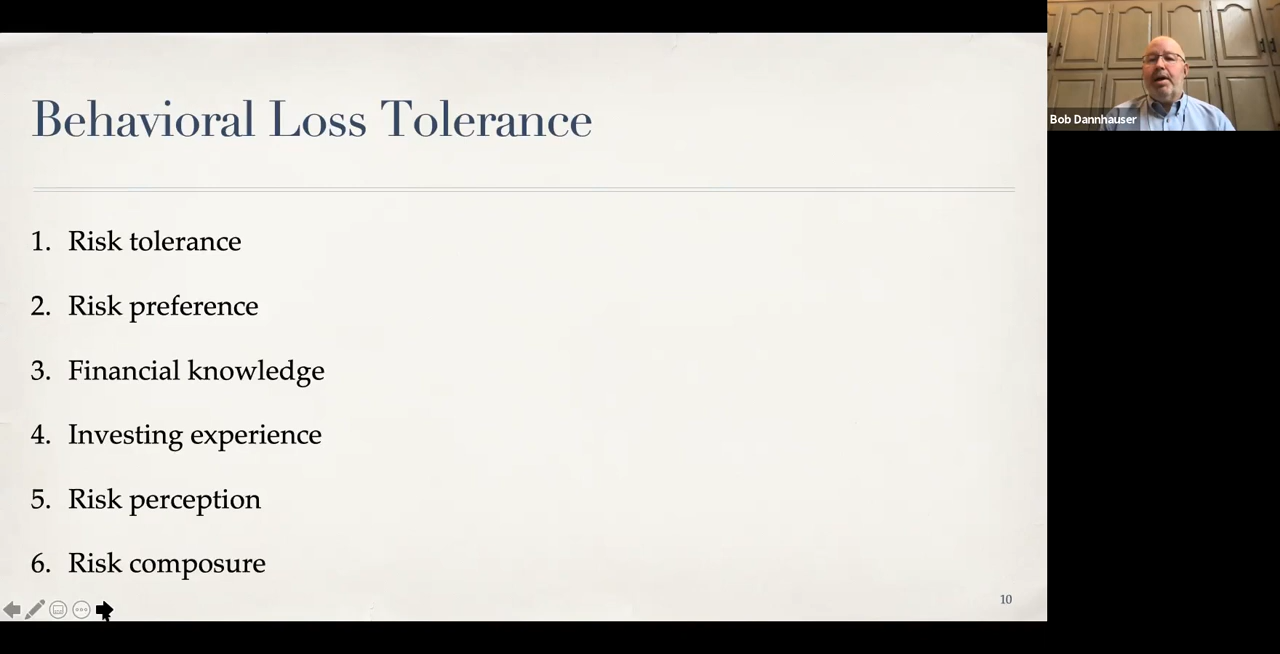 Behavioral Loss Tolerance
1. Risk tolerance
2. Risk preference
3. Financial knowledge
4. Investing experience
5. Risk perception
6. Risk composure
10
Bob Dannhauser